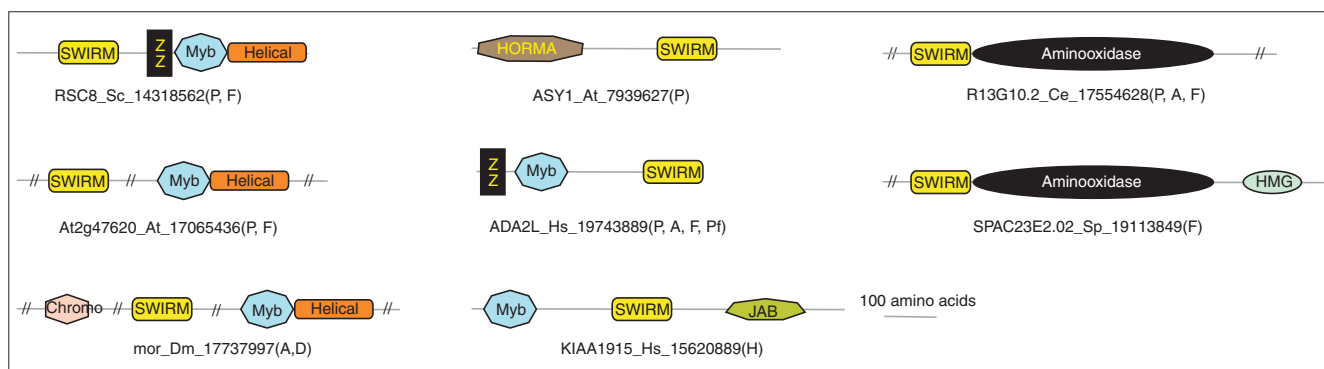 SWIRM Z Z Myb Helical
RSC8_Sc_14318562(P, F)
HORMA SWIRM
ASY1_At_7939627(P)
// SWIRM Aminooxidase //
R13G10.2_Ce_17554628(P, A, F)
// SWIRM // Myb Helical //
At2g47620_At_17065436(P, F)
Z Z Myb SWIRM
ADA2L_Hs_19743889(P, A, F, Pf)
// SWIRM Aminooxidase HMG
SPAC23E2.02_Sp_19113849(F)
// Chromo // SWIRM // Myb Helical //
mor_Dm_17737997(A,D)
Myb SWIRM JAB
KIAA1915_Hs_15620889(H)
100 amino acids